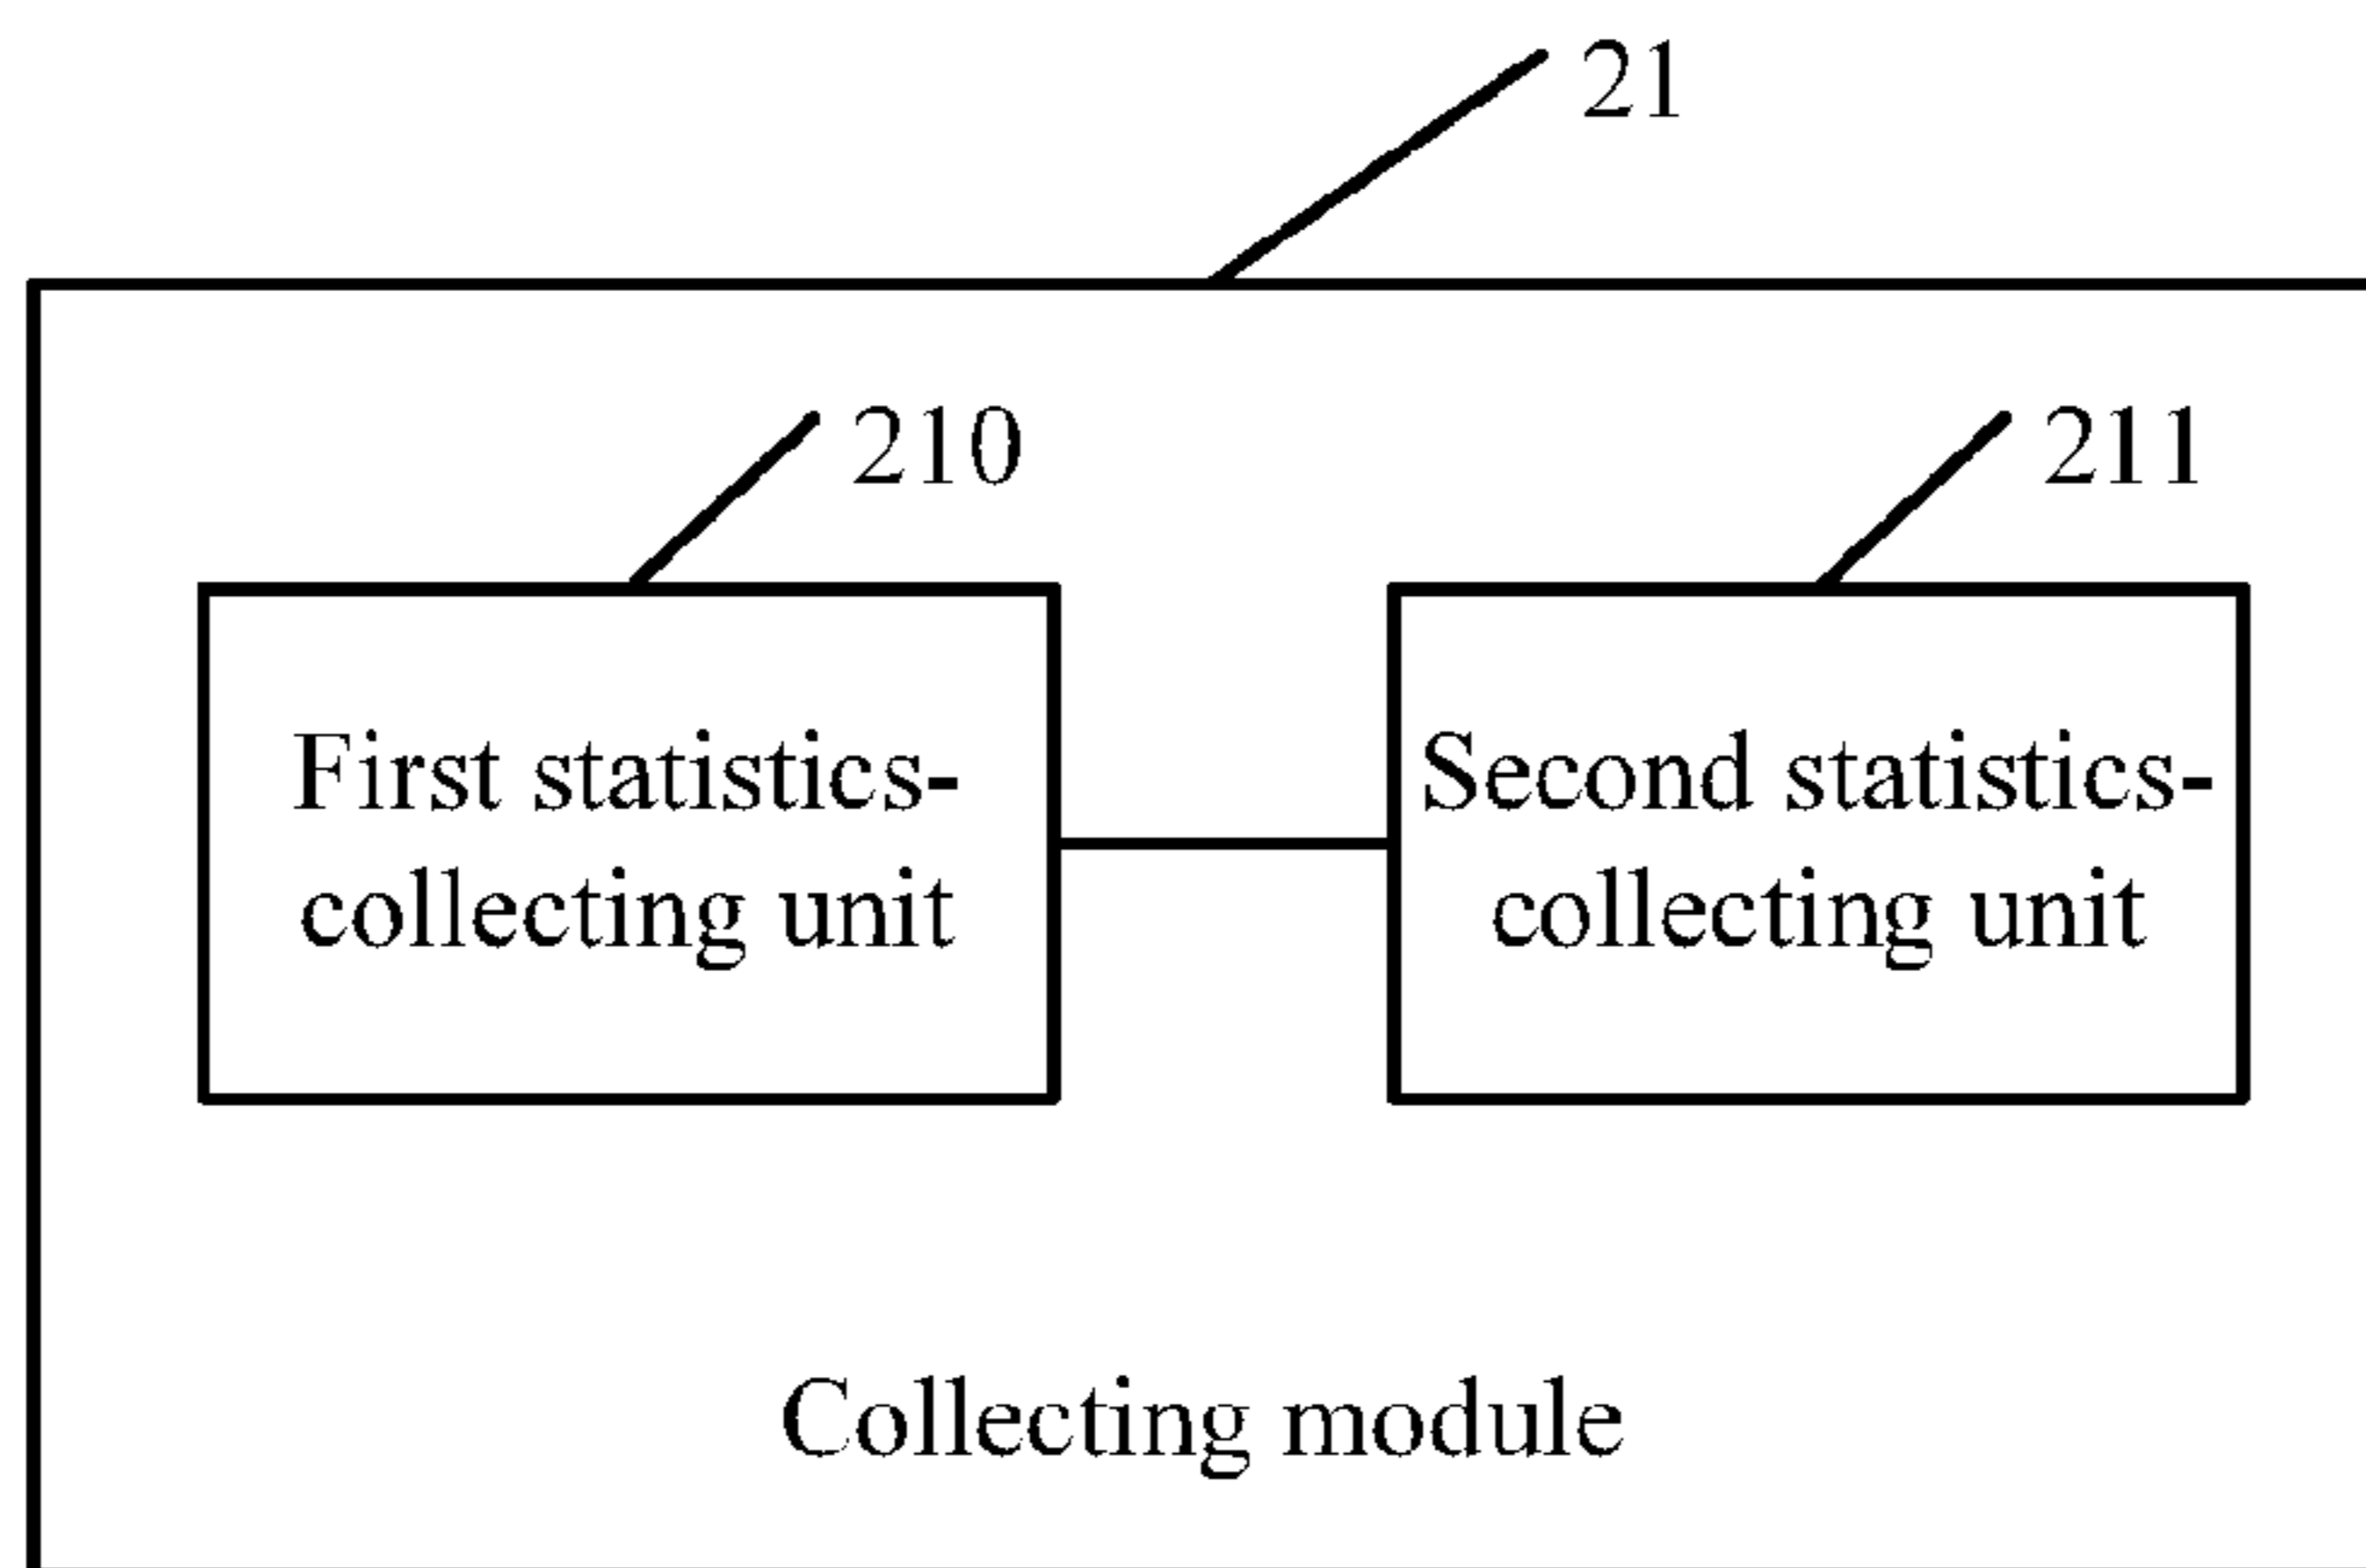 21
210
211
First statistics-
collecting unit
Second statistics-
collecting unit
Collecting module